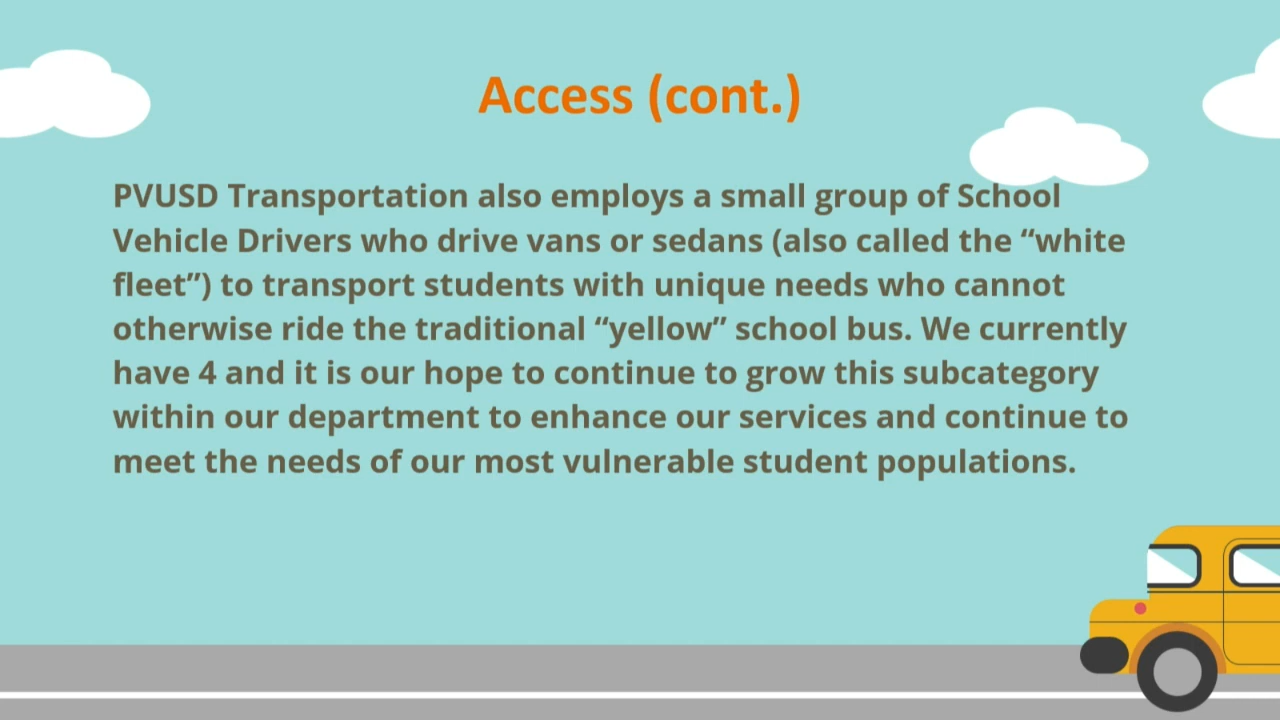 Access (cont.)
PVUSD Transportation also employs a small group of School
Vehicle Drivers who drive vans or sedans (also called the “white
fleet”) to transport students with unique needs who cannot
otherwise ride the traditional “yellow” school bus. We currently
have 4 and it is our hope to continue to grow this subcategory
within our department to enhance our services and continue to
meet the needs of our most vulnerable student populations.